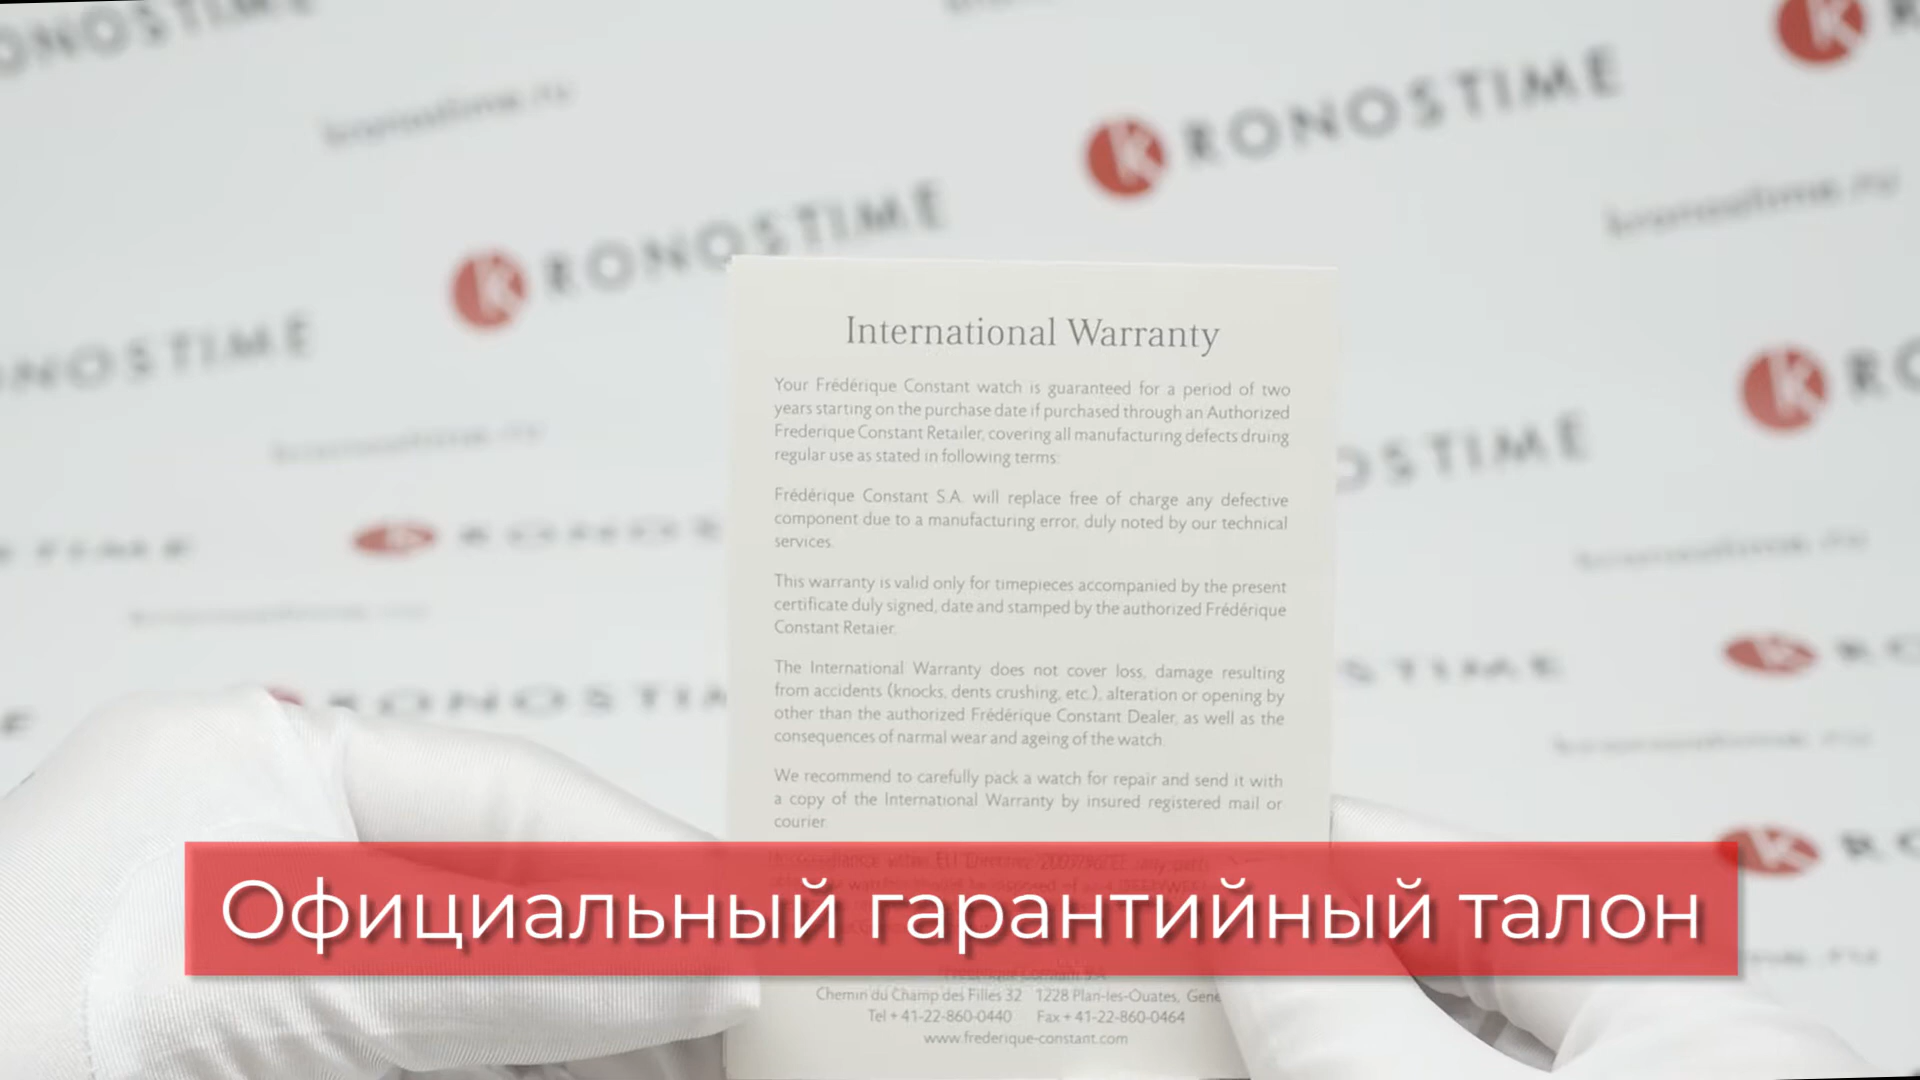 RONOSTIME
kronostime.ru
KRONOSTIME
kronostime.ru
KRONOSTIME
International Warranty
Your Frédérique Constant watch is guaranteed for a period of two
years starting on the purchase date if purchased through an Authorized
Frederique Constant Retailer, covering all manufacturing defects druing
regular use as stated in following terms:
Frédérique Constant S.A. will replace free of charge any defective
component due to a manufacturing error, duly noted by our technical
services.
This warranty is valid only for timepieces accompanied by the present
certificate duly signed, date and stamped by the authorized Frédérique
Constant Retaier.
The International Warranty does not cover loss, damage resulting
from accidents (knocks, dents crushing, etc.), alteration or opening by
other than the authorized Frédérique Constant Dealer, as well as the
consequences of narmal wear and ageing of the watch.
We recommend to carefully pack a watch for repair and send it with
a copy of the International Warranty by insured registered mail or
courier.
Официальный гарантийный талон
Chemin du Champ des Filles 32 1228 Plan-les-Ouates, Gene
Tel + 41-22-860-0440 Fax + 41-22-860-0464
www.frederique-constant.com